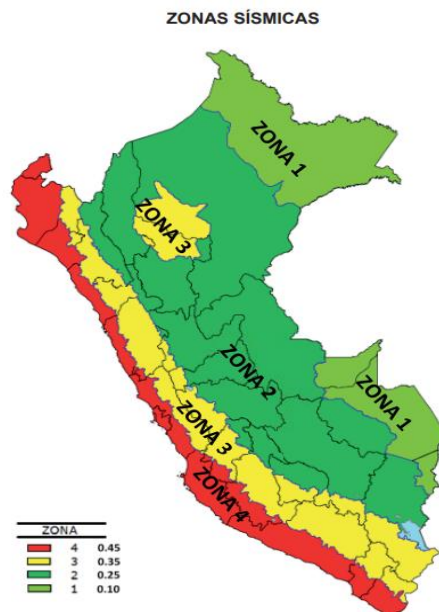 ZONAS SÍSMICAS
ZONA 1
ZONA 3
ZONA 2
ZONA 1
ZONA 3
ZONA 4
ZONA
4 0.45
3 0.35
2 0.25
1 0.10